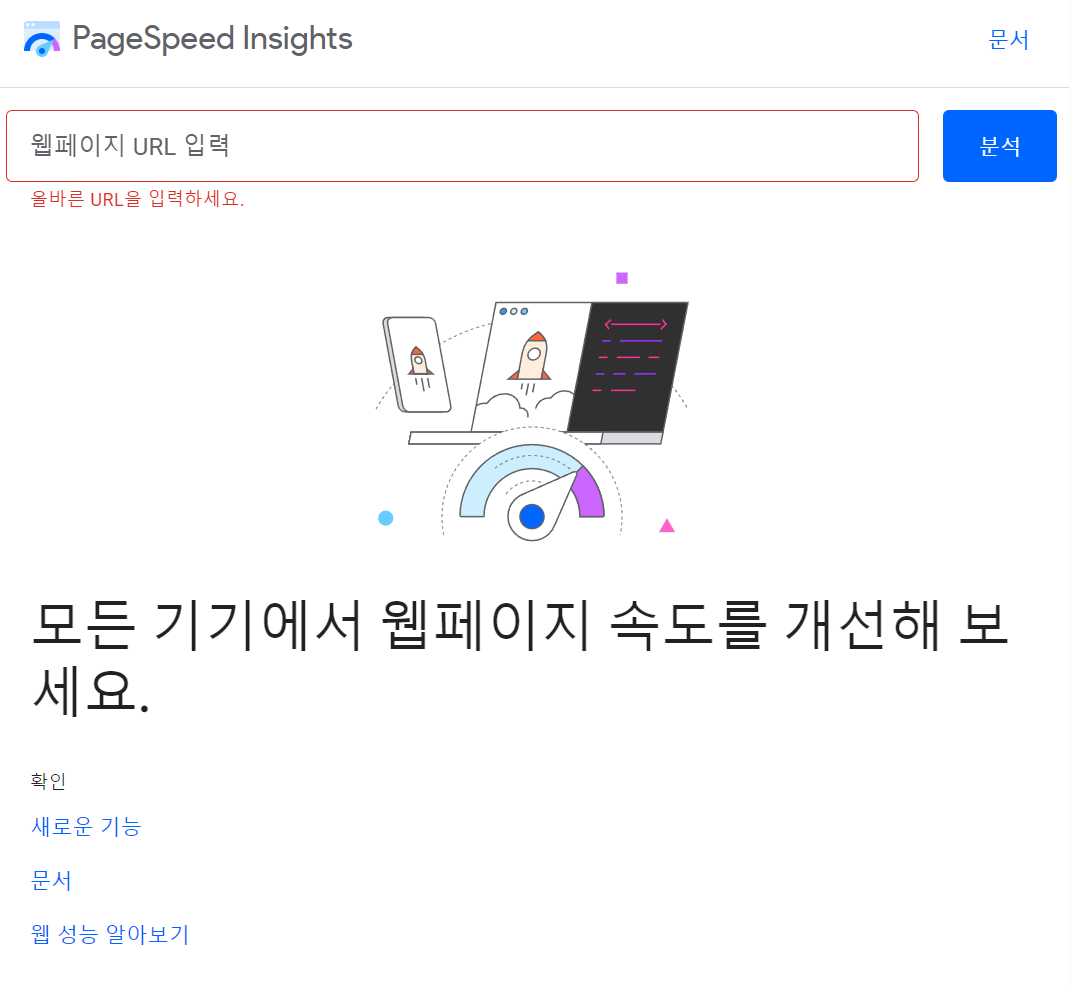 PageSpeed Insights
문서
웹페이지 URL 입력
분석
올바른 URL을 입력하세요.
모든 기기에서 웹페이지 속도를 개선해 보
세요.
확인
새로운 기능
문서
웹 성능 알아보기